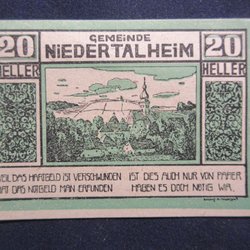 GEMEINDE
20 NIEDERTALHEIM 20
HELLER HELLER
WEIL DAS HARTGELD IST VERSCHWUNDEN
HAT DAS NOTGELD MAN ERFUNDEN
IST DIES AUCH NUR VON PAPIER
HABEN ES DOCH NÖTIG WIR.